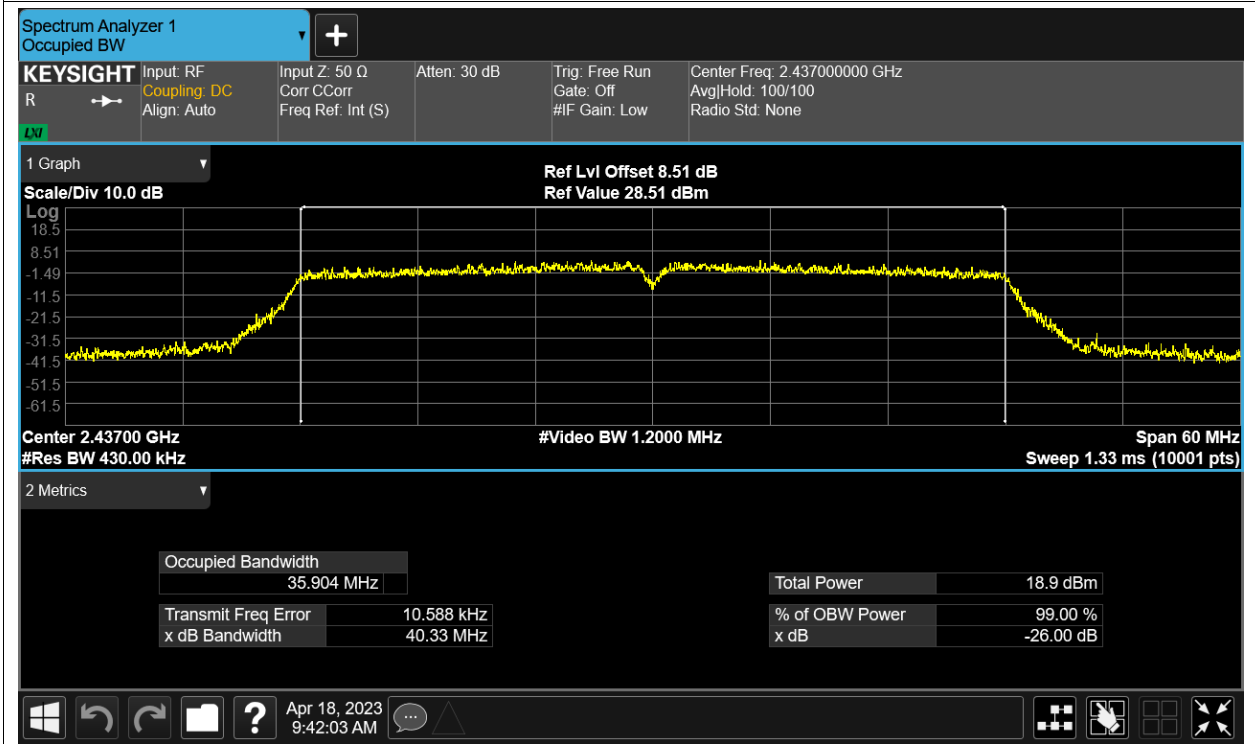 Spectrum Analyzer 1
Occupied BW
KEYSIGHT Input: RF Input Z: 50 Ω Atten: 30 dB Trig: Free Run Center Freq: 2.437000000 GHz
R Coupling: DC Corr CCorr Gate: Off Avg|Hold: 100/100
Align: Auto Freq Ref: Int (S) #IF Gain: Low Radio Std: None
LXI
1 Graph Ref Lvl Offset 8.51 dB
Scale/Div 10.0 dB Ref Value 28.51 dBm
Log
18.5
8.51
-1.49
-11.5
-21.5
-31.5
-41.5
-51.5
-61.5
Center 2.43700 GHz #Video BW 1.2000 MHz Span 60 MHz
#Res BW 430.00 kHz Sweep 1.33 ms (10001 pts)
2 Metrics
Occupied Bandwidth
35.904 MHz Total Power 18.9 dBm
Transmit Freq Error 10.588 kHz % of OBW Power 99.00 %
x dB Bandwidth 40.33 MHz x dB -26.00 dB
? Apr 18, 2023
9:42:03 AM